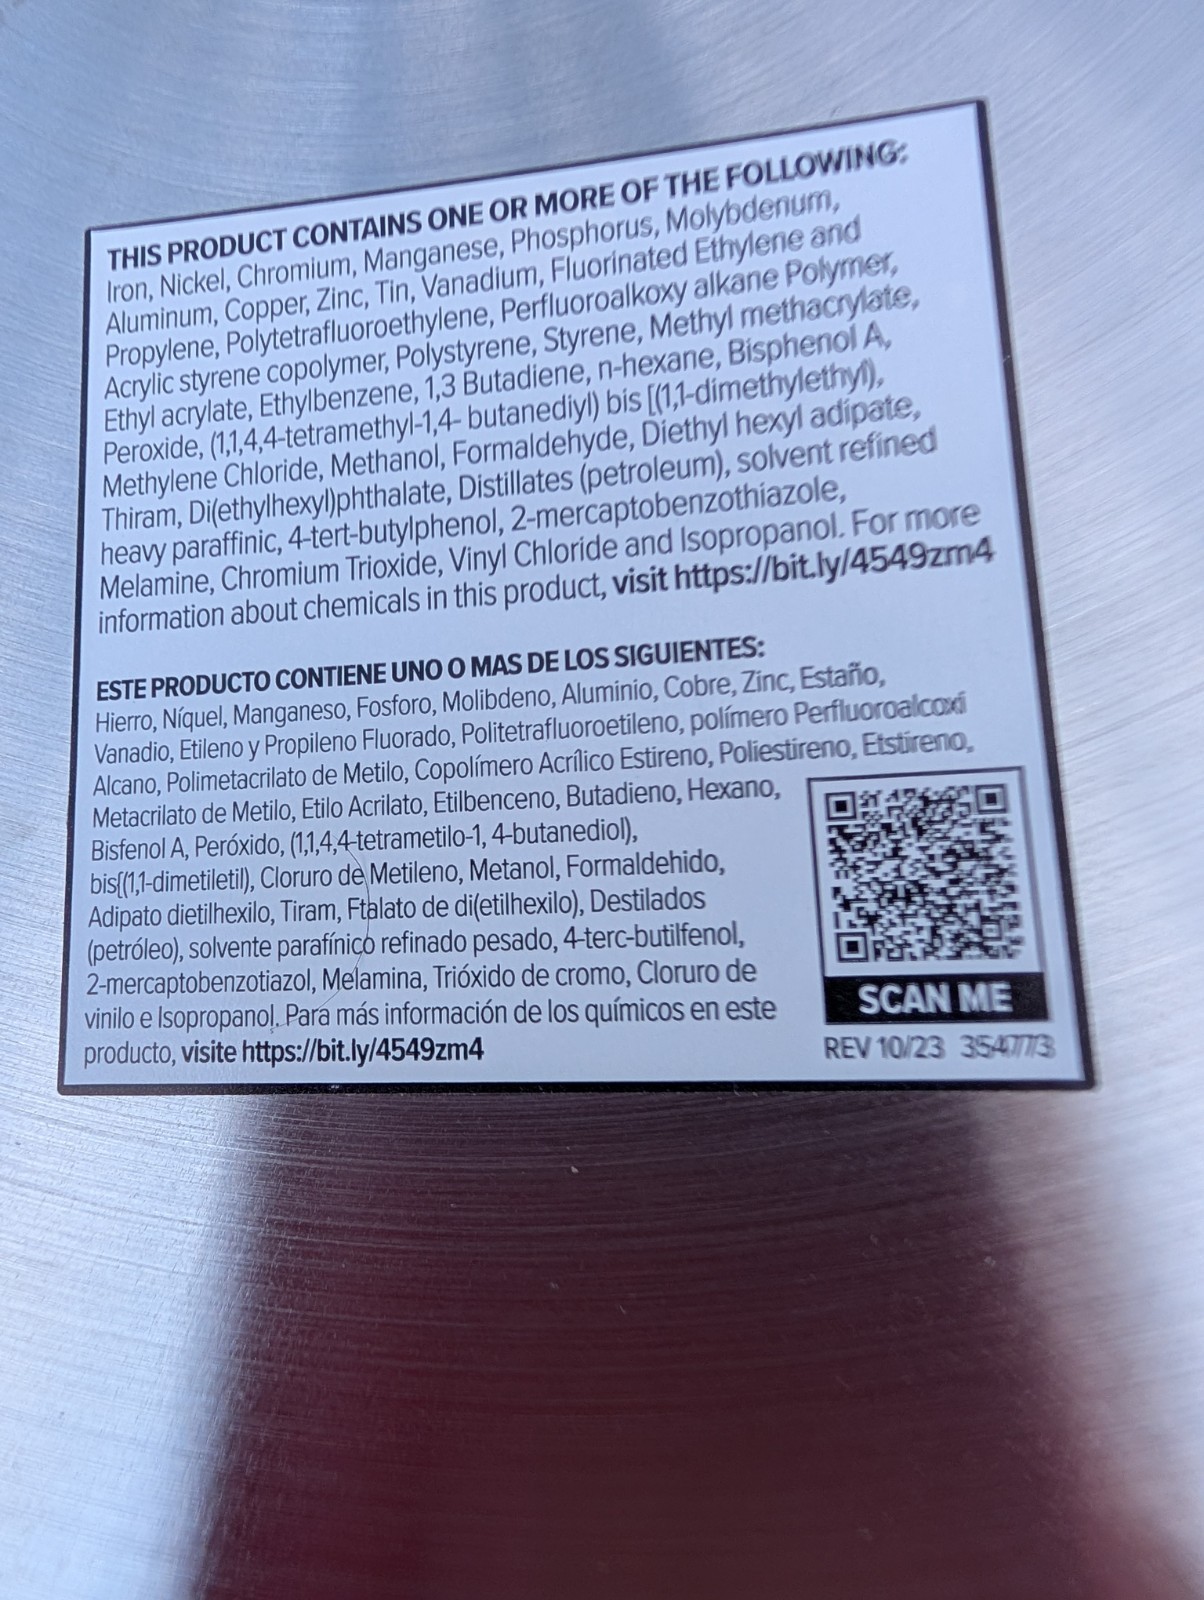 THIS PRODUCT CONTAINS ONE OR MORE OF THE FOLLOWING:
Iron, Nickel, Chromium, Manganese, Phosphorus, Molybdenum,
Aluminum, Copper, Zinc, Tin, Vanadium, Fluorinated Ethylene and
Propylene, Polytetrafluoroethylene, Perfluoroalkoxy alkane Polymer,
Acrylic styrene copolymer, Polystyrene, Styrene, Methyl methacrylate,
Ethyl acrylate, Ethylbenzene, 1,3 Butadiene, n-hexane, Bisphenol A,
Peroxide, (1,1,4,4-tetramethyl-1,4- butanediyl) bis [(1,1-dimethylethyl),
Methylene Chloride, Methanol, Formaldehyde, Diethyl hexyl adipate,
Thiram, Di(ethylhexyl)phthalate, Distillates (petroleum), solvent refined
heavy paraffinic, 4-tert-butylphenol, 2-mercaptobenzothiazole,
Melamine, Chromium Trioxide, Vinyl Chloride and Isopropanol. For more
information about chemicals in this product, visit https://bit.ly/4549zm4
ESTE PRODUCTO CONTIENE UNO O MAS DE LOS SIGUIENTES:
Hierro, Níquel, Manganeso, Fosforo, Molibdeno, Aluminio, Cobre, Zinc, Estaño,
Vanadio, Etileno y Propileno Fluorado, Politetrafluoroetileno, polímero Perfluoroalcoxi
Alcano, Polimetacrilato de Metilo, Copolímero Acrílico Estireno, Poliestireno, Etstireno,
Metacrilato de Metilo, Etilo Acrilato, Etilbenceno, Butadieno, Hexano,
Bisfenol A, Peróxido, (1,1,4,4-tetrametilo-1, 4-butanediol),
bis[(1,1-dimetiletil), Cloruro de Metileno, Metanol, Formaldehido,
Adipato dietilhexilo, Tiram, Ftalato de di(etilhexilo), Destilados
(petróleo), solvente parafínico refinado pesado, 4-terc-butilfenol,
2-mercaptobenzotiazol, Melamina, Trióxido de cromo, Cloruro de
vinilo e Isopropanol. Para más información de los químicos en este
producto, visite https://bit.ly/4549zm4
SCAN ME
REV 10/23 354773